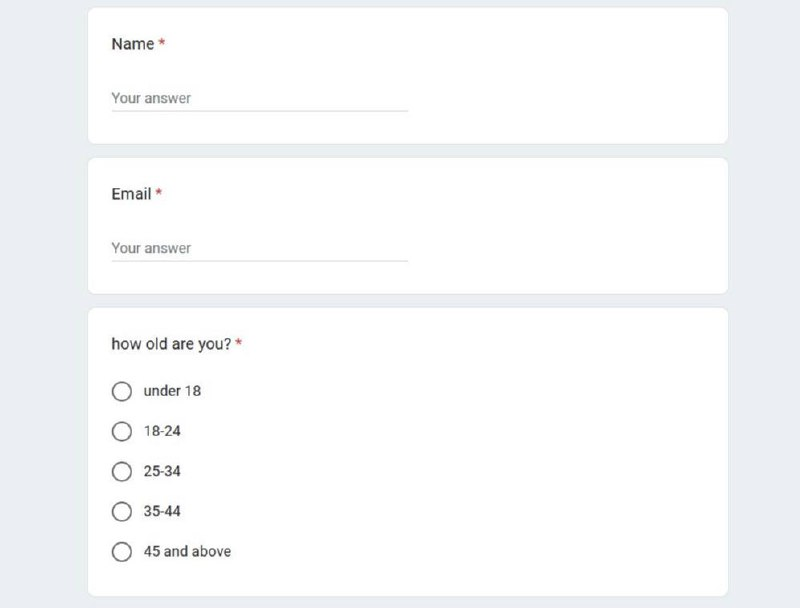 Name *
Your answer
Email *
Your answer
how old are you? *
under 18
18-24
25-34
35-44
45 and above